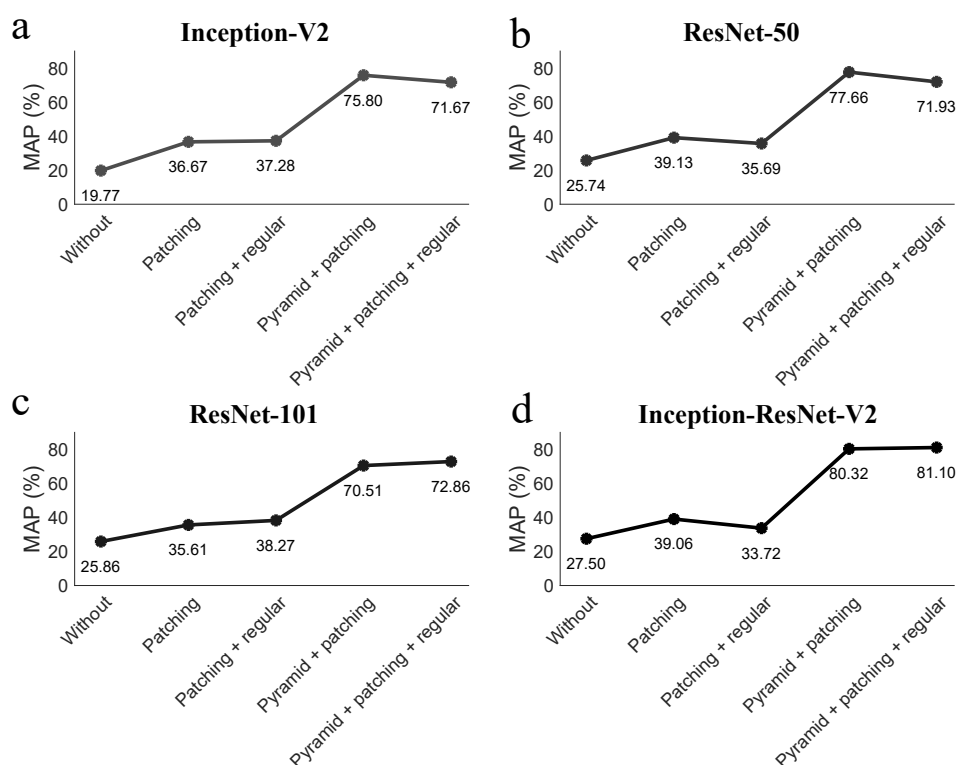 a
Inception-V2
MAP (%)
80
60
40
20
0
19.77
36.67
37.28
75.80
71.67
Without
Patching
Patching + regular
Pyramid + patching
Pyramid + patching + regular
b
ResNet-50
MAP (%)
80
60
40
20
0
25.74
39.13
35.69
77.66
71.93
Without
Patching
Patching + regular
Pyramid + patching
Pyramid + patching + regular
c
ResNet-101
MAP (%)
80
60
40
20
0
25.86
35.61
38.27
70.51
72.86
Without
Patching
Patching + regular
Pyramid + patching
Pyramid + patching + regular
d
Inception-ResNet-V2
MAP (%)
80
60
40
20
0
27.50
39.06
33.72
80.32
81.10
Without
Patching
Patching + regular
Pyramid + patching
Pyramid + patching + regular